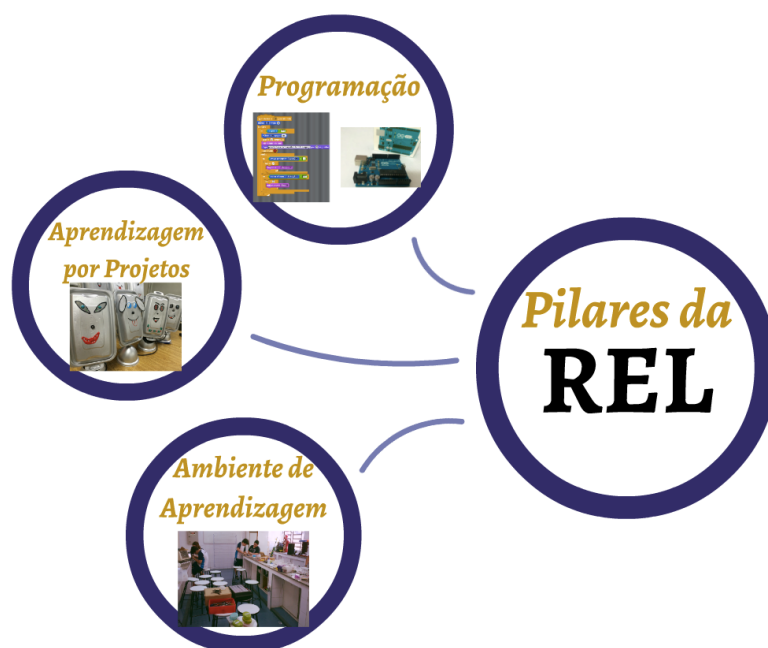 Programação
Aprendizagem
por Projetos
Pilares da
REL
Ambiente de
Aprendizagem